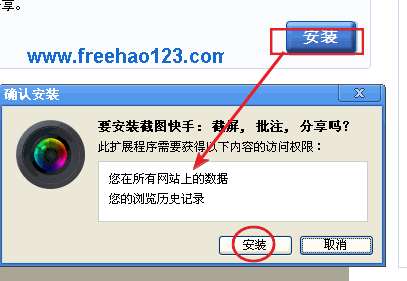 享。
安装
www.freehao123.com
确认安装
要安装截图快手：截屏，批注，分享吗？
此扩展程序需要获得以下内容的访问权限：
您在所有网站上的数据
您的浏览历史记录
安装
取消